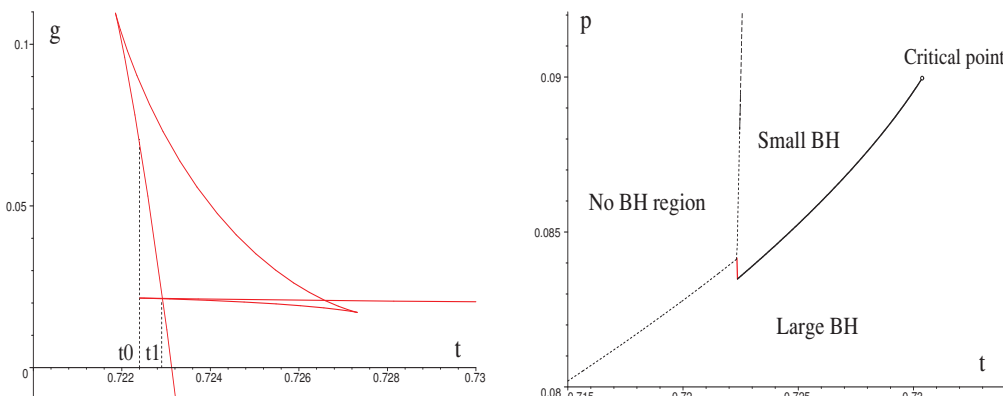 g
0.1
0.05
0
t0 t1
t
0.722 0.724 0.726 0.728 0.73
p
Critical point
0.09
Small BH
No BH region
0.085
Large BH
t
0.08
0.715 0.72 0.725 0.73